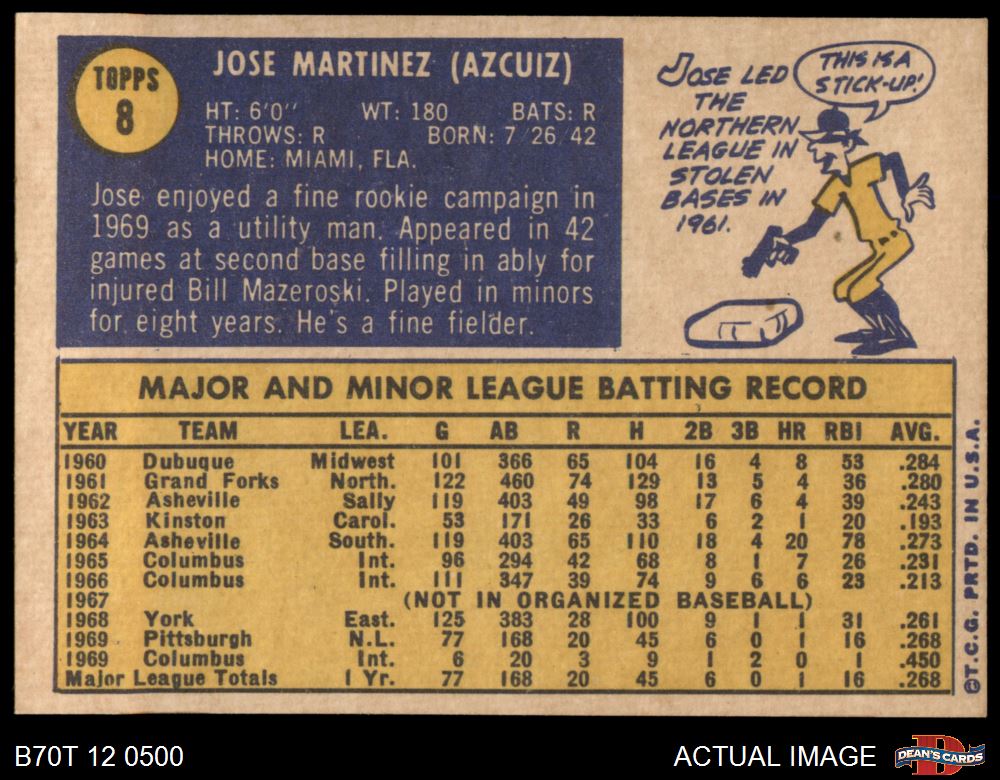 TOPPS
8
JOSE MARTINEZ (AZCUIZ)
HT: 6'0" WT: 180 BATS: R
THROWS: R BORN: 7 26 42
HOME: MIAMI, FLA.
Jose enjoyed a fine rookie campaign in
1969 as a utility man. Appeared in 42
games at second base filling in ably for
injured Bill Mazeroski. Played in minors
for eight years. He's a fine fielder.
JOSE LED
THE
NORTHERN
LEAGUE IN
STOLEN
BASES IN
1961.
THIS IS A
STICK-UP!
MAJOR AND MINOR LEAGUE BATTING RECORD
YEAR TEAM LEA. G AB R H 2B 3B HR RBI AVG.
1960 Dubuque Midwest 101 366 65 104 16 4 8 53 .284
1961 Grand Forks North. 122 460 74 129 13 5 4 36 .280
1962 Asheville Sally 119 403 49 98 17 6 4 39 .243
1963 Kinston Carol. 53 171 26 33 6 2 1 20 .193
1964 Asheville South. 119 403 65 110 18 4 20 78 .273
1965 Columbus Int. 96 294 42 68 8 1 7 26 .231
1966 Columbus Int. 111 347 39 74 9 6 6 23 .213
1967 (NOT IN ORGANIZED BASEBALL)
1968 York East. 125 383 28 100 9 1 1 31 .261
1969 Pittsburgh N.L. 77 168 20 45 6 0 1 16 .268
1969 Columbus Int. 6 20 3 9 1 2 0 1 .450
Major League Totals 1 Yr. 77 168 20 45 6 0 1 16 .268
©T.C.G. PRTD. IN U.S.A.
B70T 12 0500
ACTUAL IMAGE
D
DEAN'S CARDS